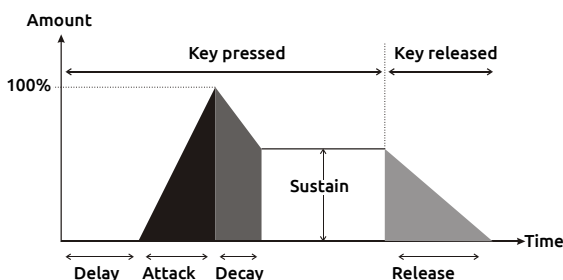 Amount
Key pressed
Key released
100%
Sustain
Time
Delay
Attack
Decay
Release